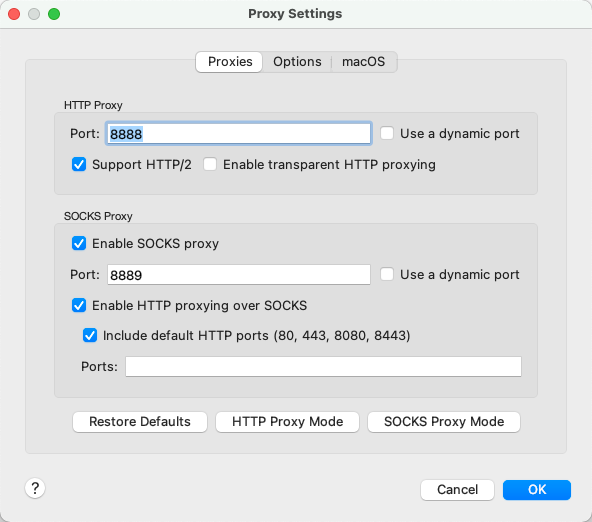 Proxy Settings
Proxies Options macOS
HTTP Proxy
Port: 8888 Use a dynamic port
Support HTTP/2 Enable transparent HTTP proxying
SOCKS Proxy
Enable SOCKS proxy
Port: 8889 Use a dynamic port
Enable HTTP proxying over SOCKS
Include default HTTP ports (80, 443, 8080, 8443)
Ports:
Restore Defaults HTTP Proxy Mode SOCKS Proxy Mode
? Cancel OK